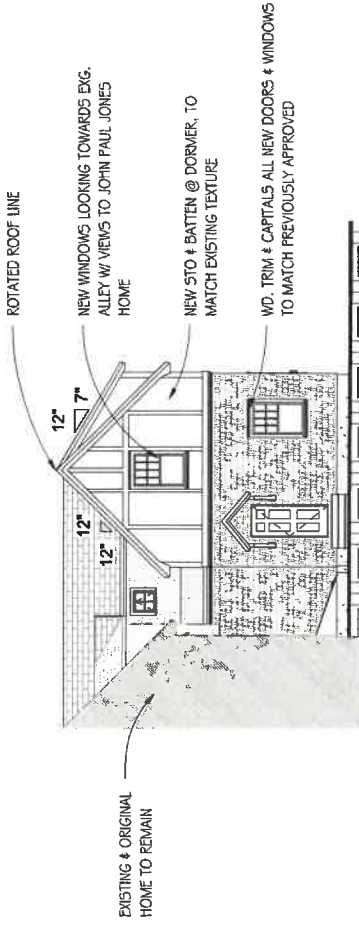 ROTATED ROOF LINE
NEW WINDOWS LOOKING TOWARDS EXG.
ALLEY W/ VIEWS TO JOHN PAUL JONES
HOME
NEW STO & BATTEN @ DORMER, TO
MATCH EXISTING TEXTURE
WD. TRIM & CAPITALS ALL NEW DOORS & WINDOWS
TO MATCH PREVIOUSLY APPROVED
12"
7"
12"
12"
EXISTING & ORIGINAL
HOME TO REMAIN